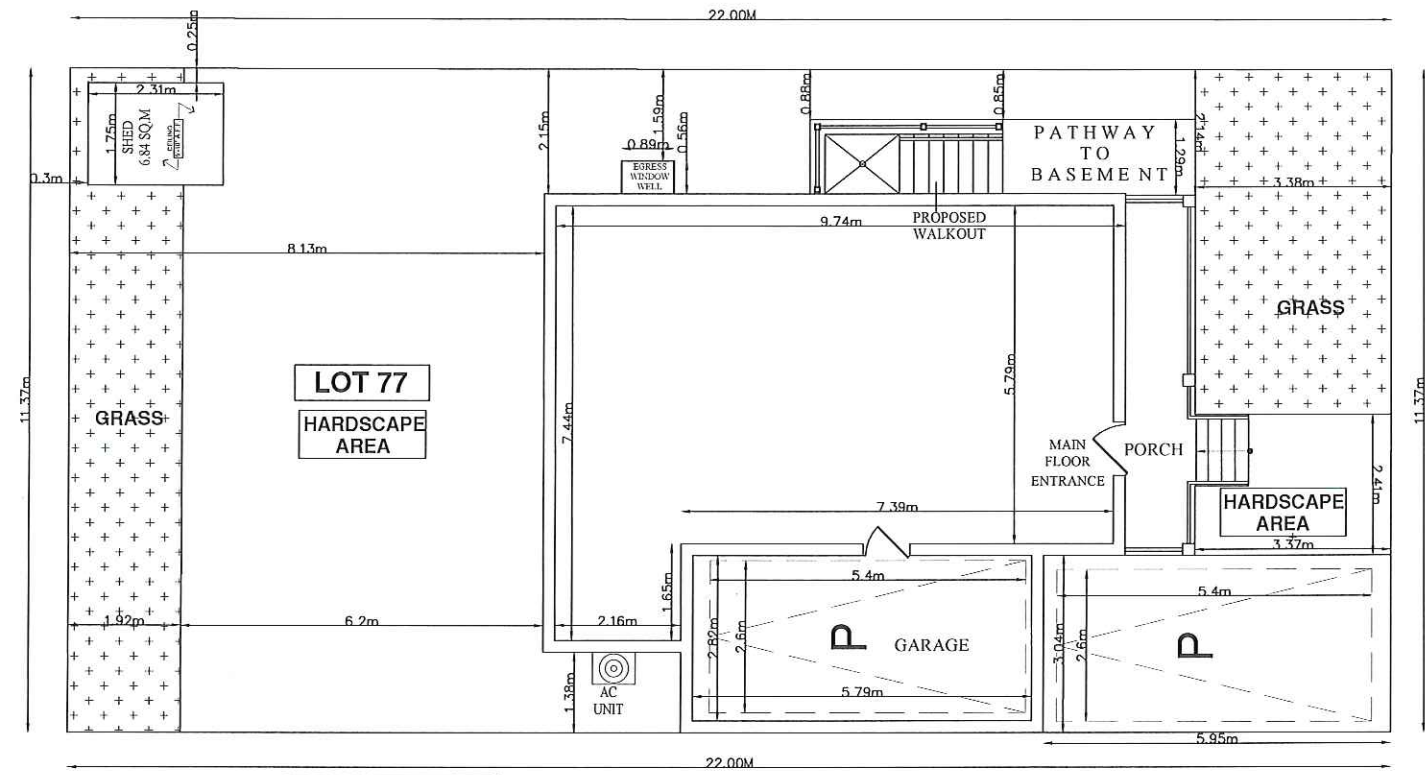 22.00M
0.25m
2.31m
1.75m
SHED
6.84 SQ.M
0.3m
2.15m
1.59m
0.56m
0.89m
EGRESS
WINDOW
WELL
0.88m
0.85m
2.14m
1.29m
PATHWAY
TO
BASEMENT
3.38m
PROPOSED
WALKOUT
9.74m
8.13m
GRASS
11.37m
11.37m
LOT 77
HARDSCAPE
AREA
GRASS
7.44m
5.79m
MAIN
FLOOR
ENTRANCE
PORCH
2.41m
HARDSCAPE
AREA
3.37m
7.39m
1.65m
5.4m
5.4m
1.92m
6.2m
2.16m
2.82m
2.6m
P
GARAGE
3.04m
2.6m
P
5.79m
1.38m
AC
UNIT
5.95m
22.00M